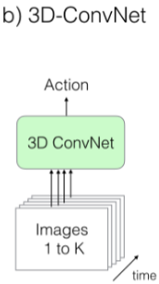 b) 3D-ConvNet
Action
3D ConvNet
Images
1 to K
time